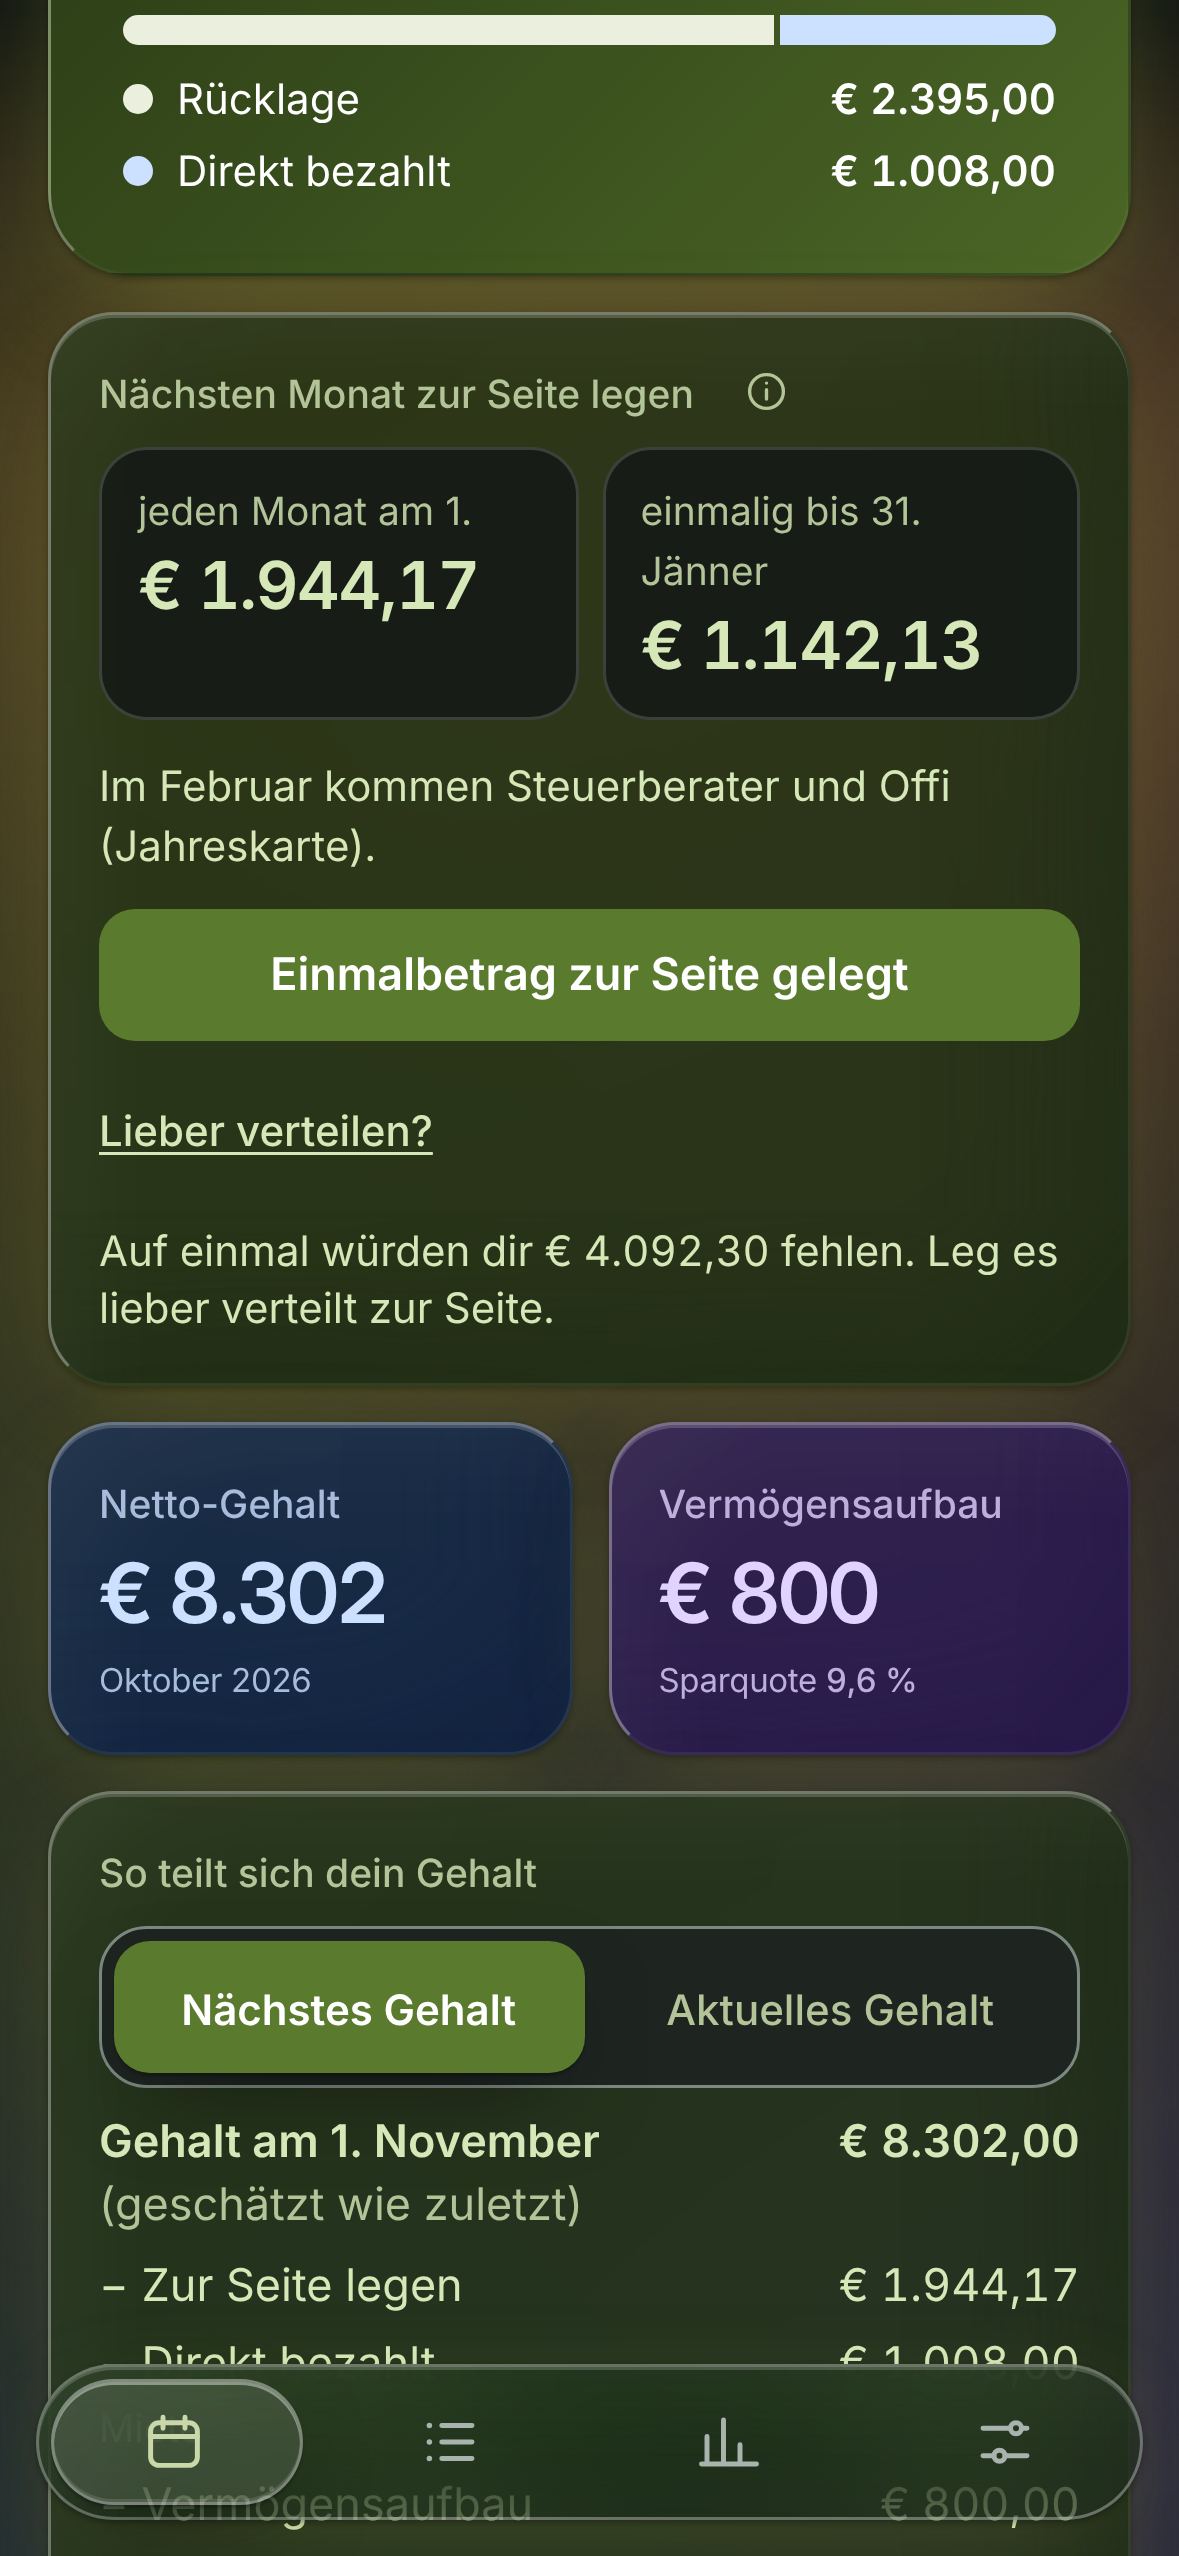 Rücklage € 2.395,00
Direkt bezahlt € 1.008,00
Nächsten Monat zur Seite legen
jeden Monat am 1.
€ 1.944,17
einmalig bis 31.
Jänner
€ 1.142,13
Im Februar kommen Steuerberater und Offi
(Jahreskarte).
Einmalbetrag zur Seite gelegt
Lieber verteilen?
Auf einmal würden dir € 4.092,30 fehlen. Leg es
lieber verteilt zur Seite.
Netto-Gehalt
€ 8.302
Oktober 2026
Vermögensaufbau
€ 800
Sparquote 9,6 %
So teilt sich dein Gehalt
Nächstes Gehalt
Aktuelles Gehalt
Gehalt am 1. November € 8.302,00
(geschätzt wie zuletzt)
− Zur Seite legen € 1.944,17
Direkt bezahlt € 1.008,00
− Vermögensaufbau € 800,00